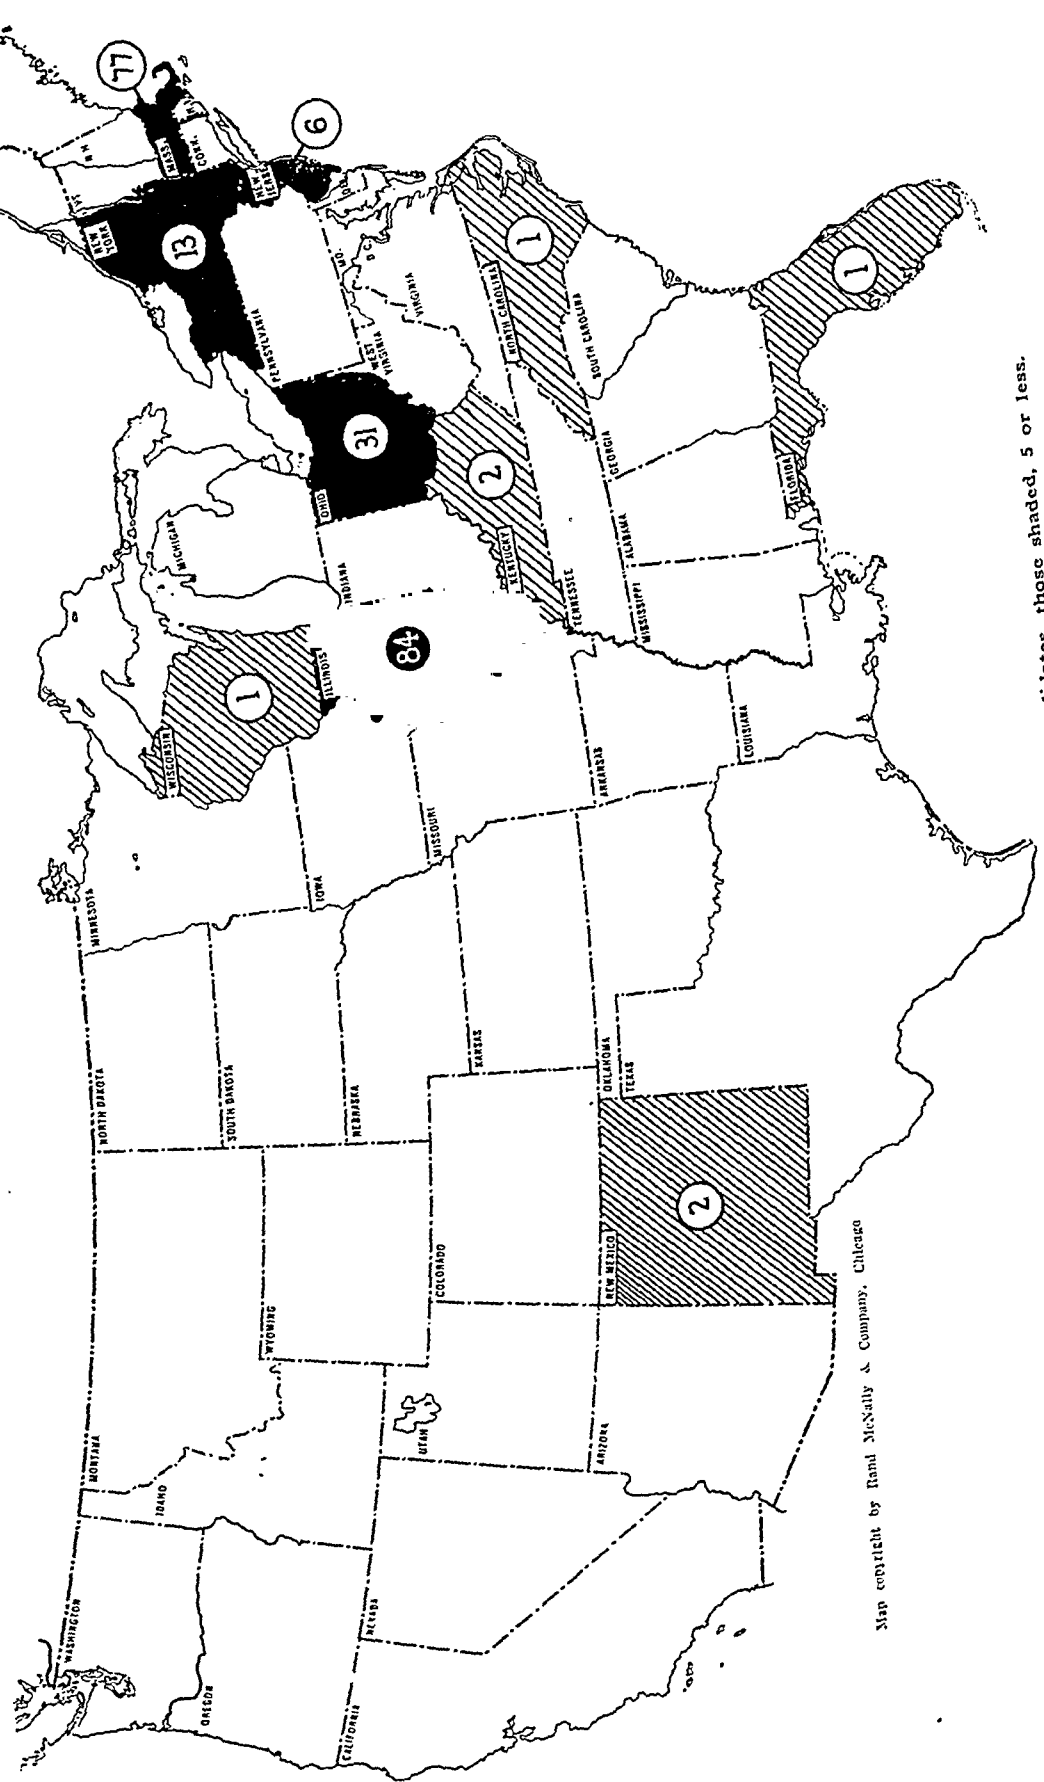 WASHINGTON
OREGON
CALIFORNIA
NEVADA
IDAHO
MONTANA
WYOMING
UTAH
ARIZONA
COLORADO
NEW MEXICO
2
NORTH DAKOTA
SOUTH DAKOTA
NEBRASKA
KANSAS
OKLAHOMA
TEXAS
MINNESOTA
IOWA
MISSOURI
ARKANSAS
LOUISIANA
WISCONSIN
1
ILLINOIS
84
MICHIGAN
INDIANA
OHIO
31
KENTUCKY
2
TENNESSEE
MISSISSIPPI
ALABAMA
GEORGIA
FLORIDA
1
SOUTH CAROLINA
NORTH CAROLINA
1
VIRGINIA
WEST
VIRGINIA
MD.
D.C.
PENNSYLVANIA
NEW
YORK
13
NEW
JERSEY
6
CONN.
MASS.
77
VT.
N H
Map copyright by Rand McNally & Company, Chicago
those shaded, 5 or less.